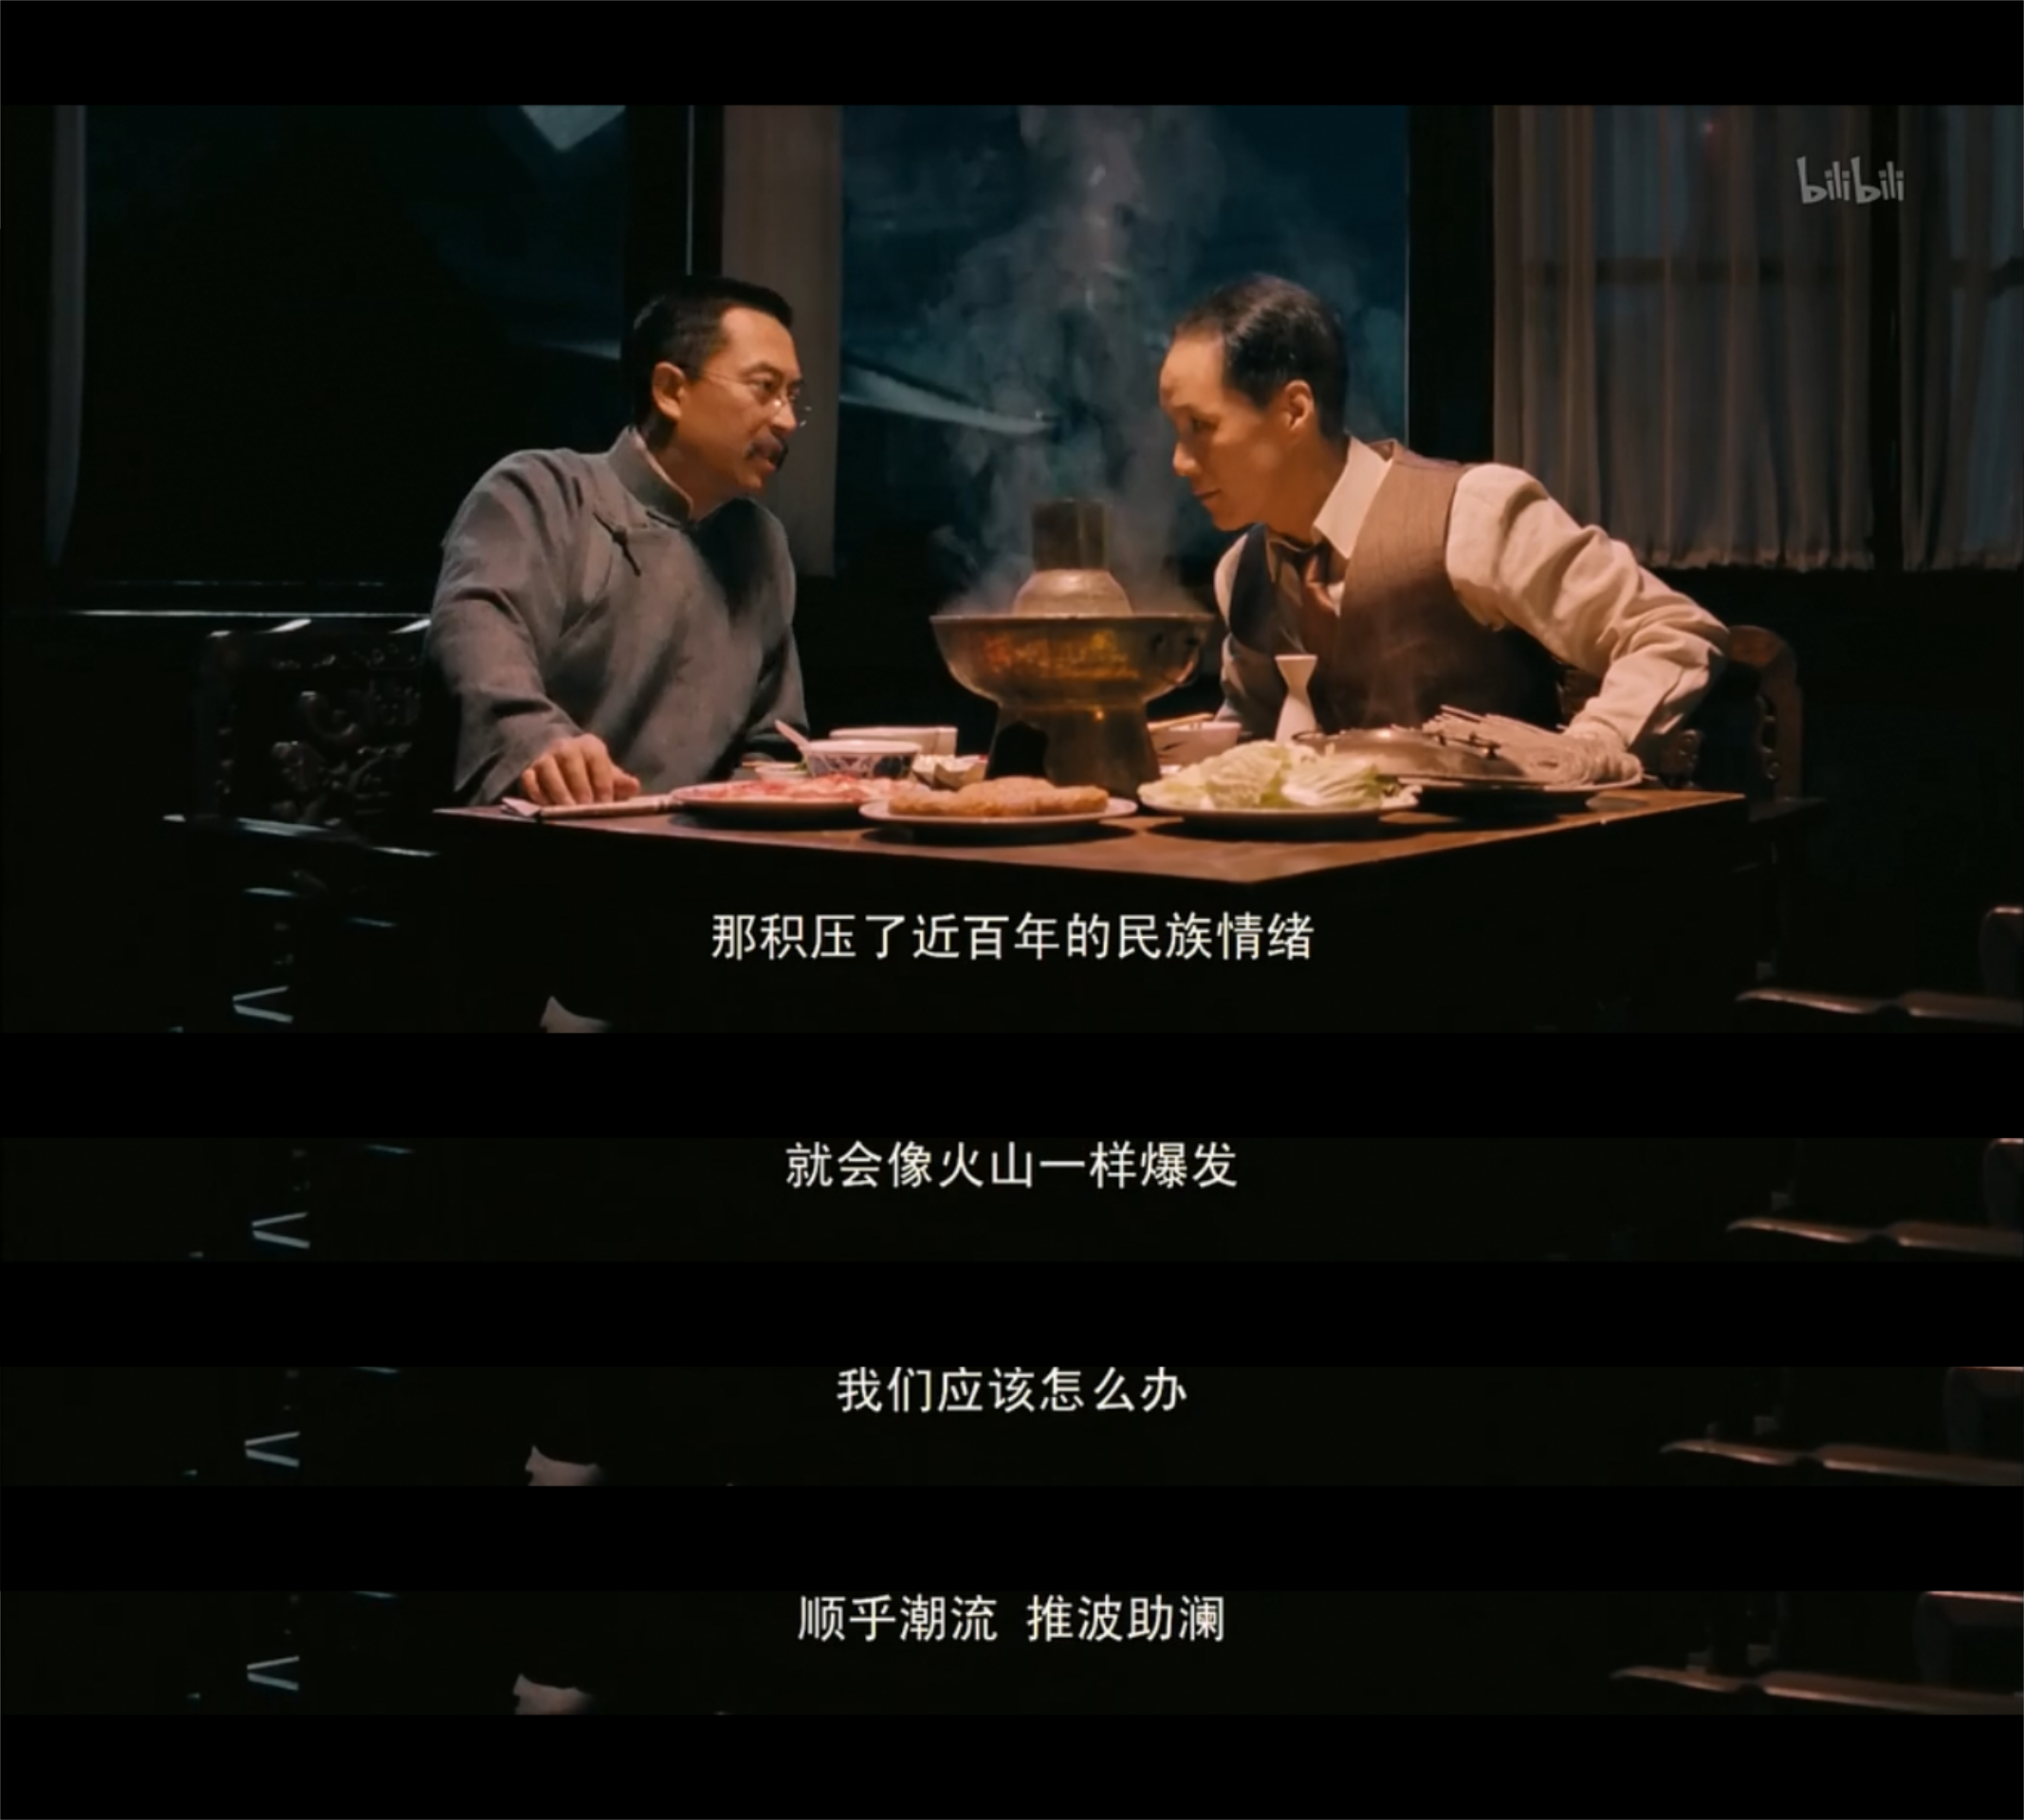 bilibili
那积压了近百年的民族情绪
就会像火山一样爆发
我们应该怎么办
顺乎潮流 推波助澜